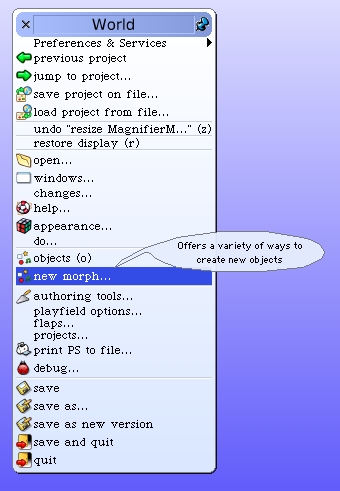 World
Preferences & Services
previous project
jump to project...
save project on file...
load project from file...
undo "resize MagnifierM..." (z)
restore display (r)
open...
windows...
changes...
help...
appearance...
do...
objects (o)
new morph...
authoring tools...
playfield options...
flaps...
projects...
print PS to file...
debug...
save
save as...
save as new version
save and quit
quit
Offers a variety of ways to
create new objects